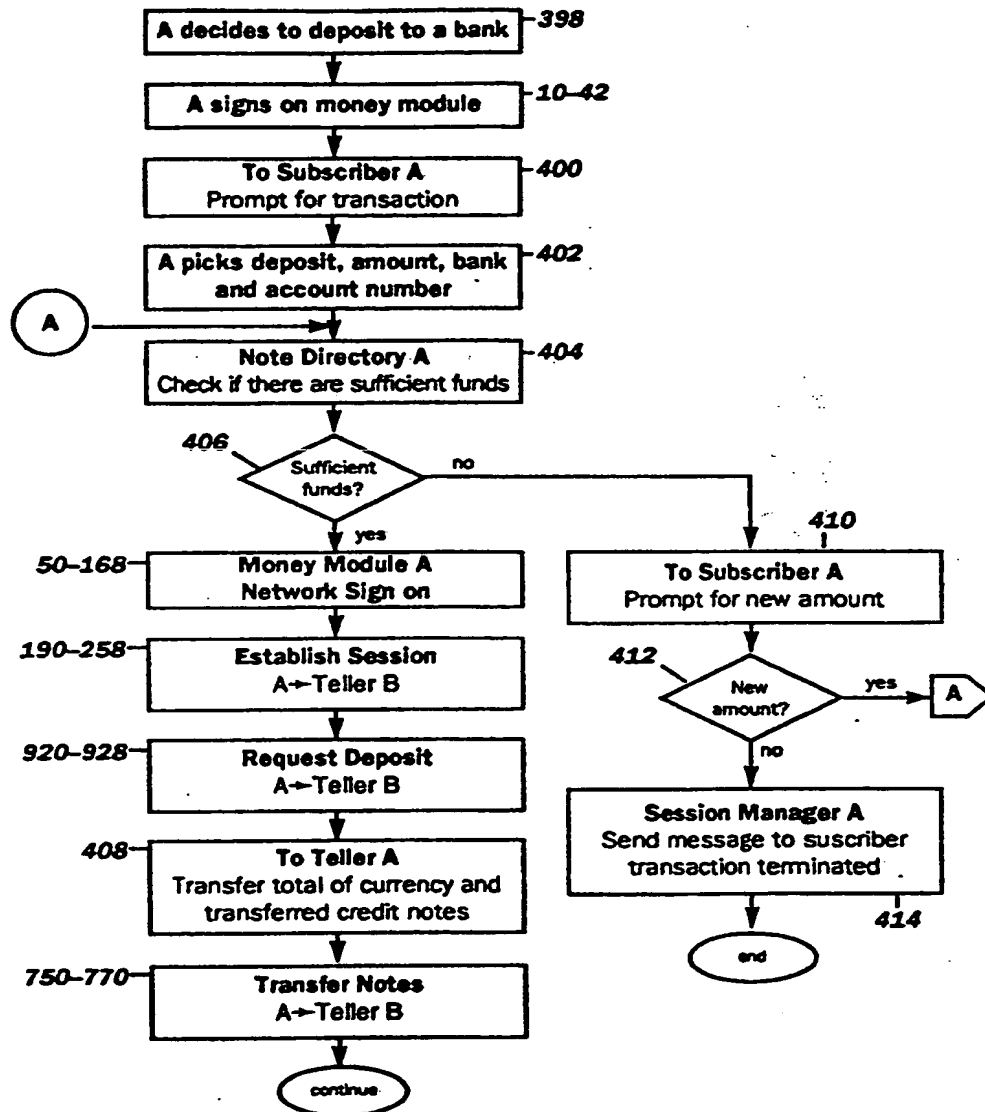 A decides to deposit to a bank
398
A signs on money module
10–42
To Subscriber A
Prompt for transaction
400
A picks deposit, amount, bank
and account number
402
A
Note Directory A
Check if there are sufficient funds
404
406
Sufficient
funds?
no
yes
50–168
Money Module A
Network Sign on
190–258
Establish Session
A→Teller B
920–928
Request Deposit
A→Teller B
408
To Teller A
Transfer total of currency and
transferred credit notes
750–770
Transfer Notes
A→Teller B
continue
410
To Subscriber A
Prompt for new amount
412
New
amount?
yes
A
no
Session Manager A
Send message to suscriber
transaction terminated
414
end